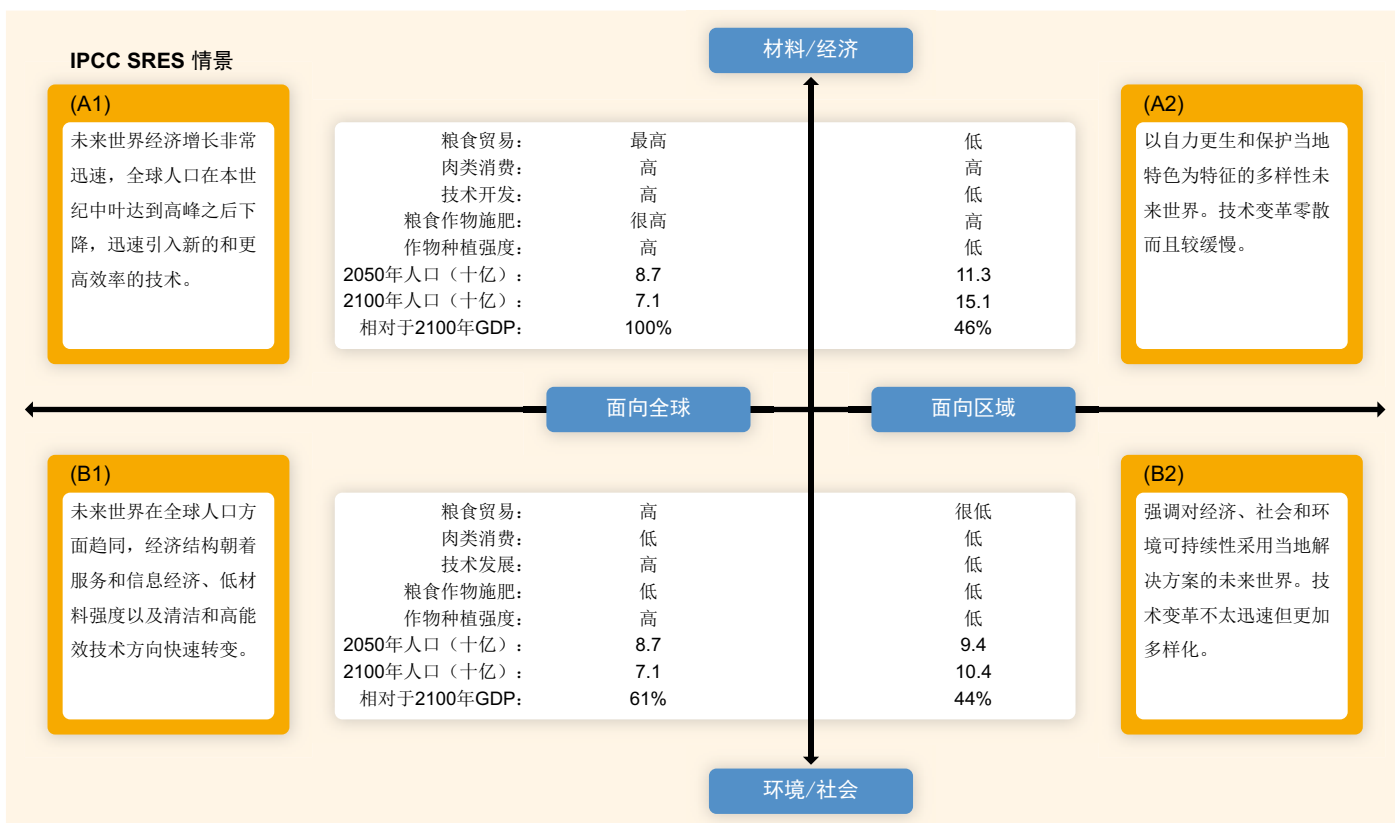 材料/经济
IPCC SRES 情景
(A1)
未来世界经济增长非常
迅速，全球人口在本世
纪中叶达到高峰之后下
降，迅速引入新的和更
高效率的技术。
粮食贸易： 最高 低
肉类消费： 高 高
技术开发： 高 低
粮食作物施肥： 很高 高
作物种植强度： 高 低
2050年人口（十亿）： 8.7 11.3
2100年人口（十亿）： 7.1 15.1
相对于2100年GDP： 100% 46%
(A2)
以自力更生和保护当地
特色为特征的多样性未
来世界。技术变革零散
而且较缓慢。
面向全球
面向区域
(B1)
未来世界在全球人口方
面趋同，经济结构朝着
服务和信息经济、低材
料强度以及清洁和高能
效技术方向快速转变。
粮食贸易： 高 很低
肉类消费： 低 低
技术发展： 高 低
粮食作物施肥： 低 低
作物种植强度： 高 低
2050年人口（十亿）： 8.7 9.4
2100年人口（十亿）： 7.1 10.4
相对于2100年GDP： 61% 44%
(B2)
强调对经济、社会和环
境可持续性采用当地解
决方案的未来世界。技
术变革不太迅速但更加
多样化。
环境/社会